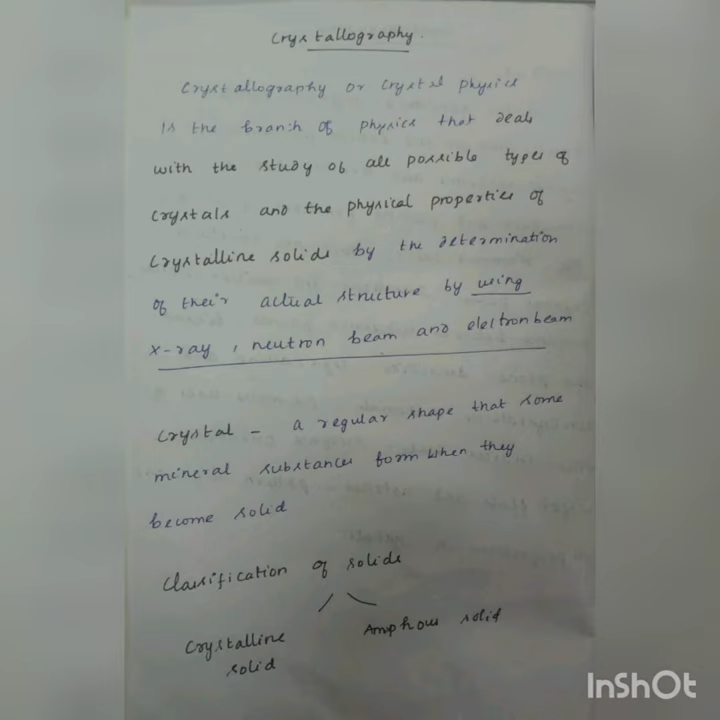 Crystallography.
Crystallography or Crystal physics
Is the branch of physics that deals
with the study of all possible types of
Crystals and the physical properties of
Crystalline solids by the determination
of their actual structure by using
x-ray, neutron beam and electron beam
Crystal - a regular shape that some
mineral substances form when they
become solid
Classification of solids
Crystalline solid
Amphous solid
InShOt